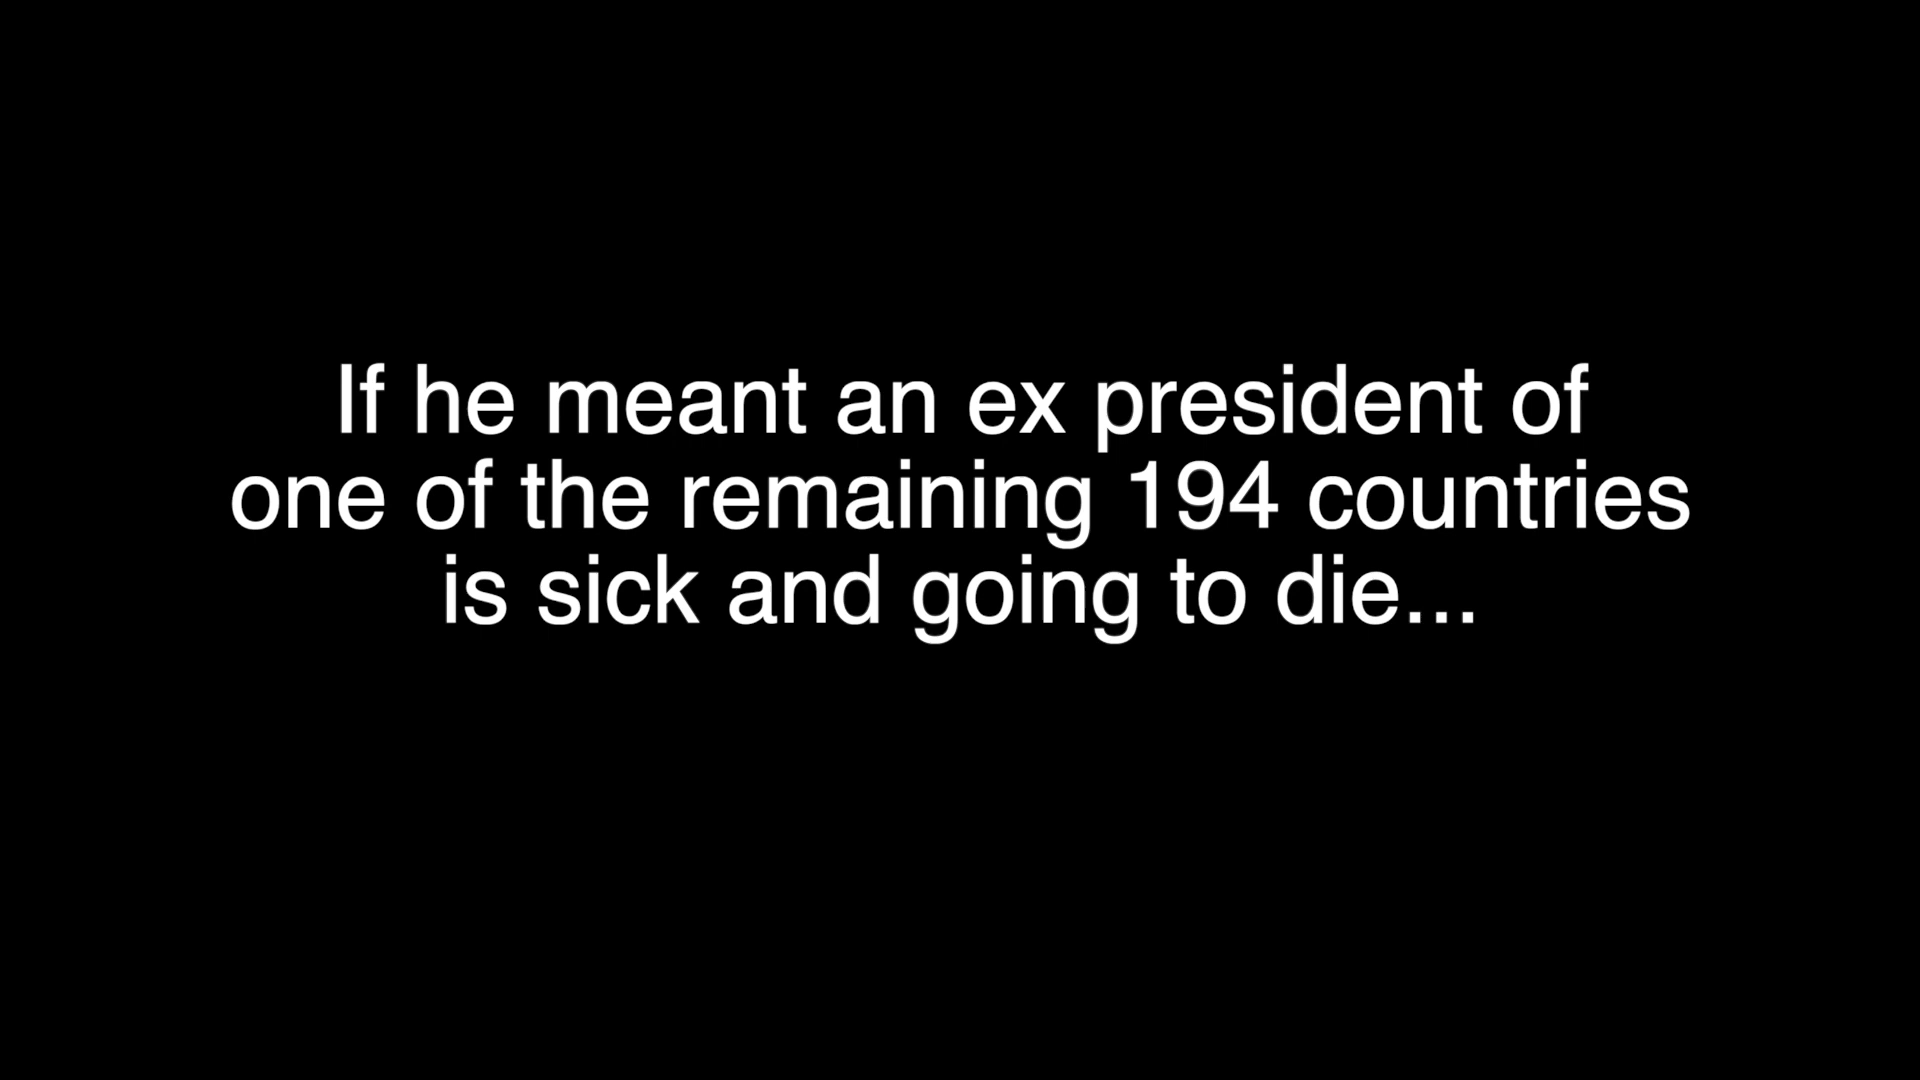 If he meant an ex president of
one of the remaining 194 countries
is sick and going to die...